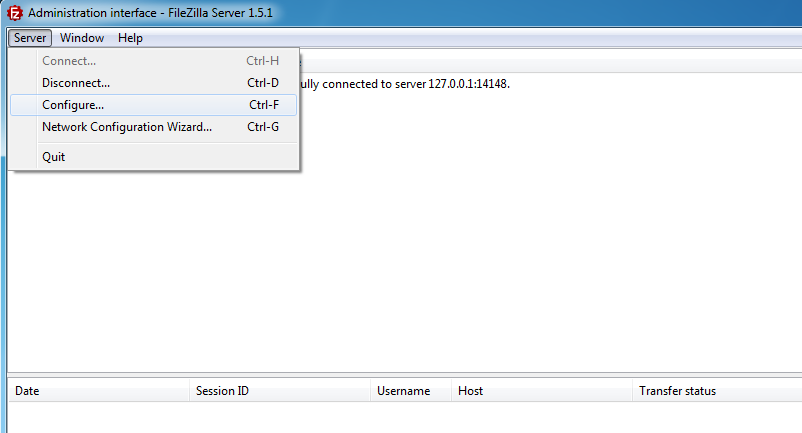 Administration interface - FileZilla Server 1.5.1
Server Window Help
Connect... Ctrl-H
Disconnect... Ctrl-D
ully connected to server 127.0.0.1:14148.
Configure... Ctrl-F
Network Configuration Wizard... Ctrl-G
Quit
Date Session ID Username Host Transfer status